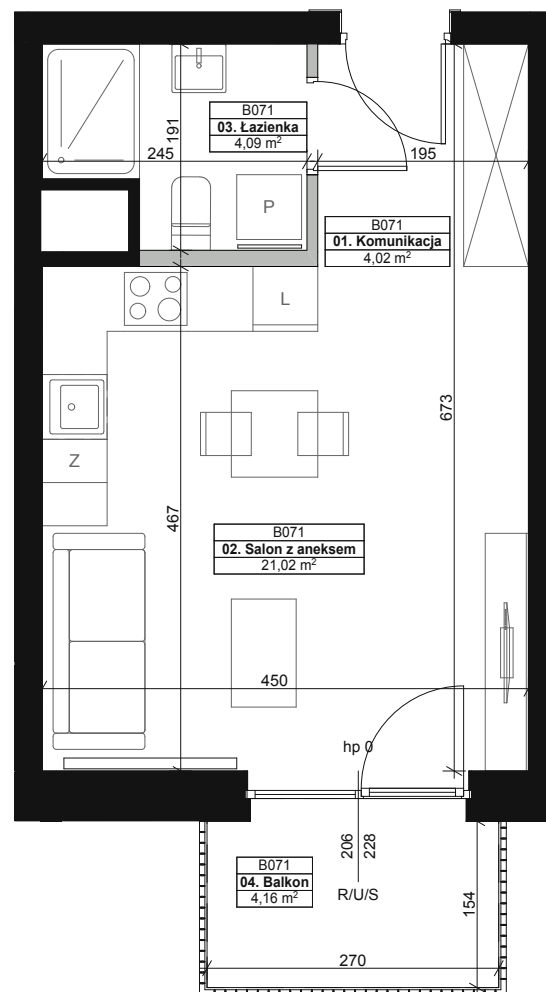 B071
03. Łazienka
4,09 m²
191
245
195
P
B071
01. Komunikacja
4,02 m²
L
673
Z
467
B071
02. Salon z aneksem
21,02 m²
450
hp 0
206
228
B071
04. Balkon
4,16 m²
R/U/S
154
270